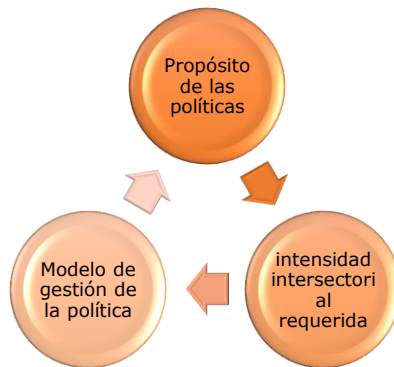 Propósito
de las
políticas
intensidad
intersectori
al
requerida
Modelo de
gestión de
la política